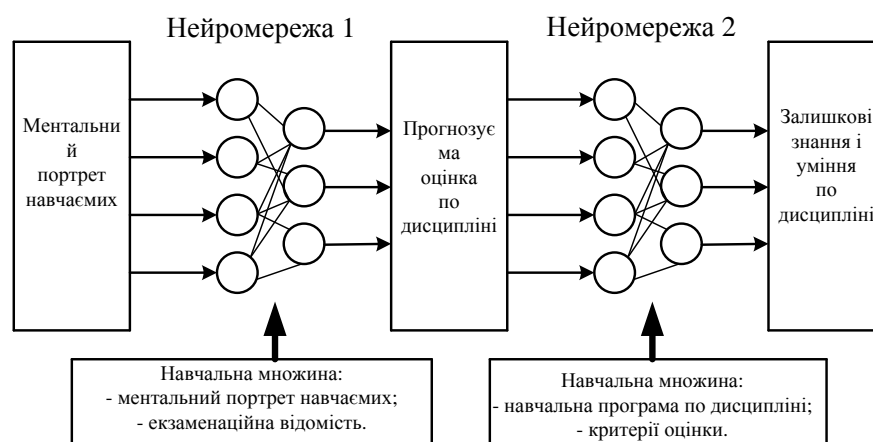 Нейромережа 1
Нейромережа 2
Ментальни
й
портрет
навчаємих
Прогнозує
ма
оцінка
по
дисципліні
Залишкові
знання і
уміння
по
дисципліні
Навчальна множина:
- ментальний портрет навчаємих;
- екзаменаційна відомість.
Навчальна множина:
- навчальна програма по дисципліні;
- критерії оцінки.